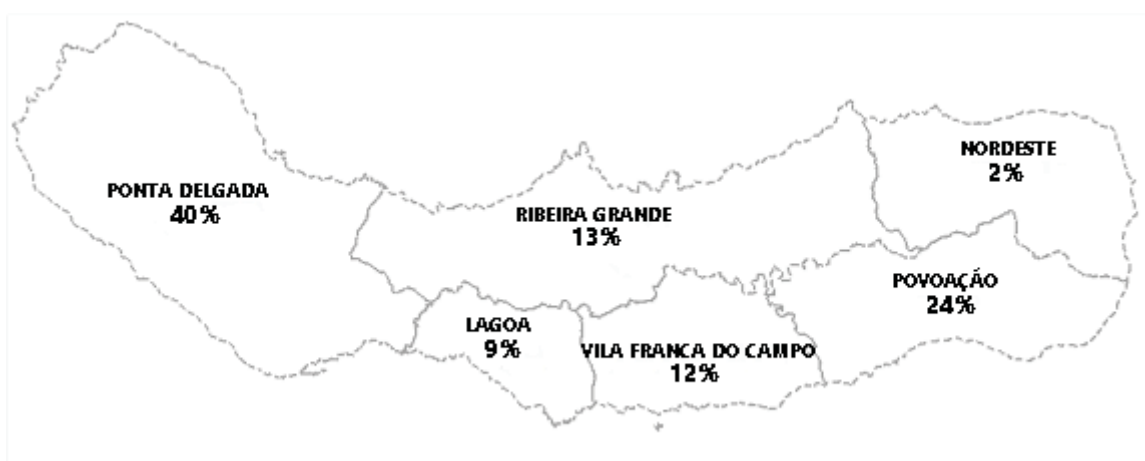 NORDESTE
2%
PONTA DELGADA
40%
RIBEIRA GRANDE
13%
POVOAÇÃO
24%
LAGOA
9%
VILA FRANCA DO CAMPO
12%